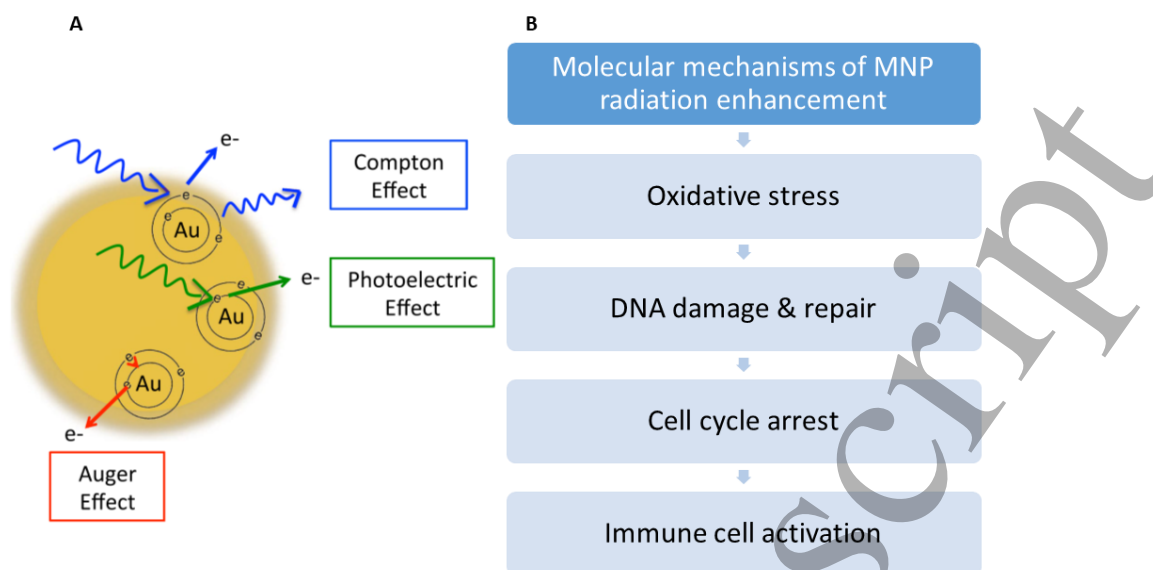 A
B
e-
Compton
Effect
e
e
e
Au
e-
Photoelectric
Effect
e
e
e
Au
e
e
e
Au
e-
Auger
Effect
Molecular mechanisms of MNP
radiation enhancement
Oxidative stress
DNA damage & repair
Cell cycle arrest
Immune cell activation
script